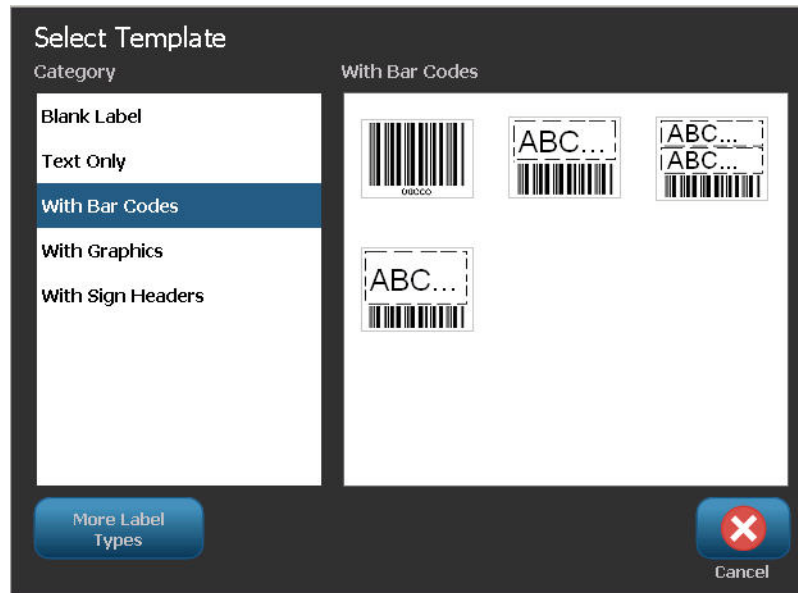 Select Template
Category
With Bar Codes
Blank Label
Text Only
With Bar Codes
With Graphics
With Sign Headers
ABC...
ABC...
ABC...
ABC...
More Label
Types
Cancel